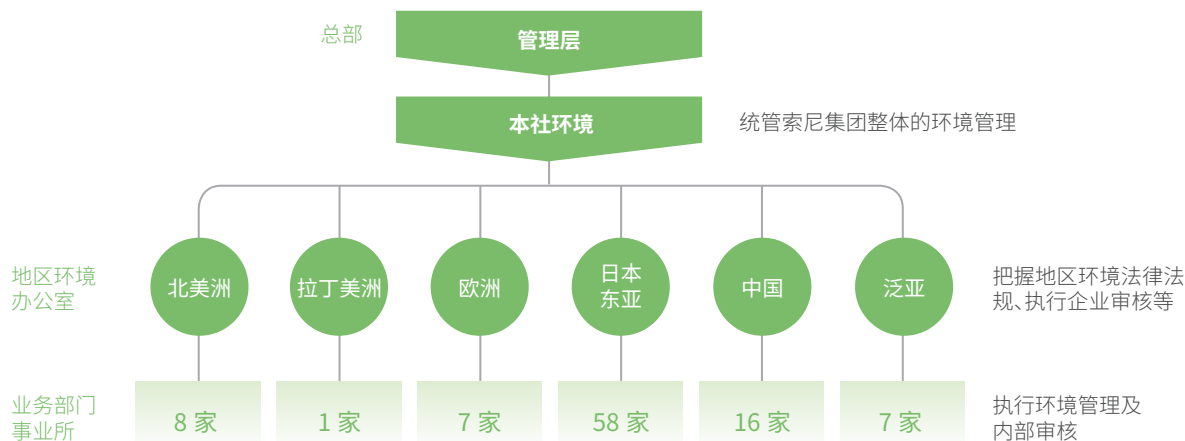 总部
管理层
本社环境
统管索尼集团整体的环境管理
地区环境
办公室
北美洲
拉丁美洲
欧洲
日本
东亚
中国
泛亚
把握地区环境法律法
规、执行企业审核等
业务部门
事业所
8 家
1 家
7 家
58 家
16 家
7 家
执行环境管理及
内部审核